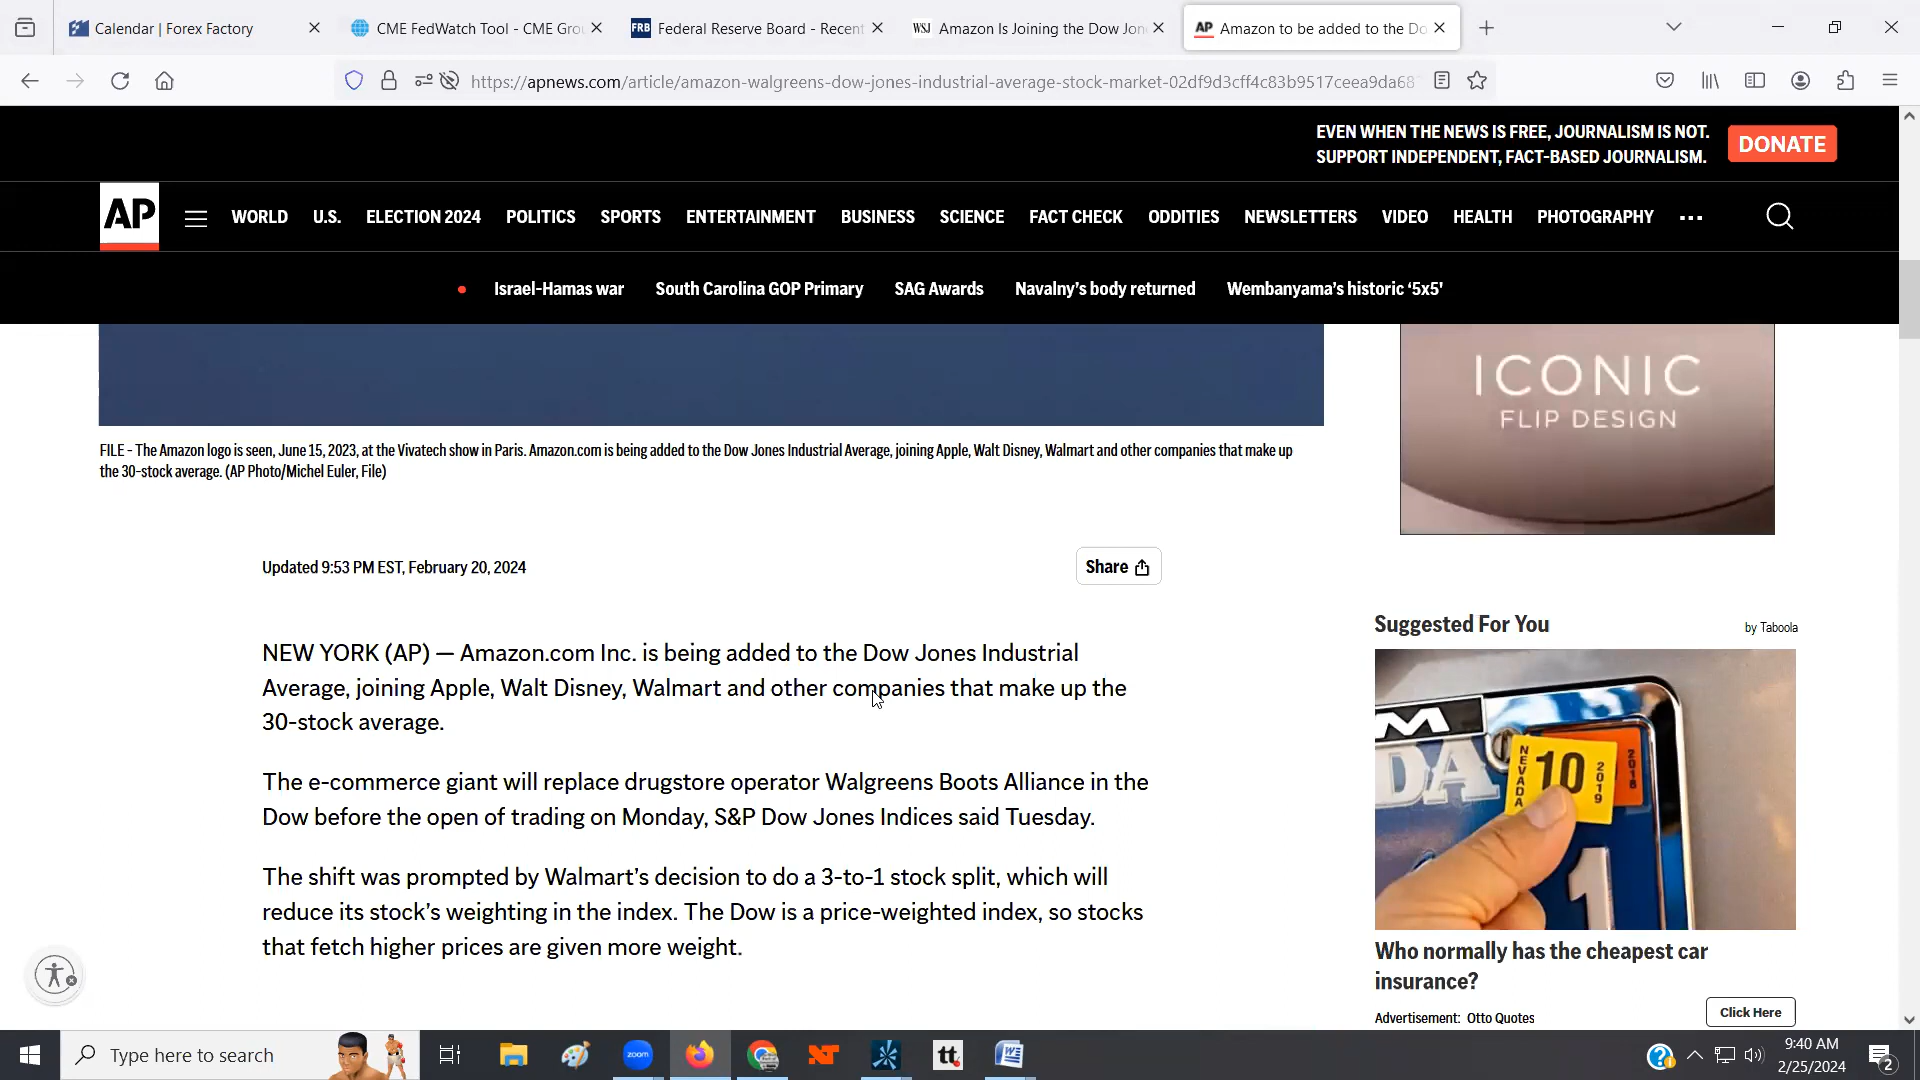 Calendar | Forex Factory
CME FedWatch Tool - CME Gro
FRB Federal Reserve Board - Recent
WSJ Amazon Is Joining the Dow Jon
AP Amazon to be added to the Do
https://apnews.com/article/amazon-walgreens-dow-jones-industrial-average-stock-market-02df9d3cff4c83b9517ceea9da68
EVEN WHEN THE NEWS IS FREE, JOURNALISM IS NOT.
SUPPORT INDEPENDENT, FACT-BASED JOURNALISM.
DONATE
AP
WORLD U.S. ELECTION 2024 POLITICS SPORTS ENTERTAINMENT BUSINESS SCIENCE FACT CHECK ODDITIES NEWSLETTERS VIDEO HEALTH PHOTOGRAPHY
Israel-Hamas war South Carolina GOP Primary SAG Awards Navalny’s body returned Wembanyama’s historic ‘5x5’
ICONIC
FLIP DESIGN
FILE - The Amazon logo is seen, June 15, 2023, at the Vivatech show in Paris. Amazon.com is being added to the Dow Jones Industrial Average, joining Apple, Walt Disney, Walmart and other companies that make up
the 30-stock average. (AP Photo/Michel Euler, File)
Updated 9:53 PM EST, February 20, 2024
Share
NEW YORK (AP) — Amazon.com Inc. is being added to the Dow Jones Industrial
Average, joining Apple, Walt Disney, Walmart and other companies that make up the
30-stock average.
The e-commerce giant will replace drugstore operator Walgreens Boots Alliance in the
Dow before the open of trading on Monday, S&P Dow Jones Indices said Tuesday.
The shift was prompted by Walmart’s decision to do a 3-to-1 stock split, which will
reduce its stock’s weighting in the index. The Dow is a price-weighted index, so stocks
that fetch higher prices are given more weight.
Suggested For You
by Taboola
NEVADA
10
2019
2018
Who normally has the cheapest car
insurance?
Advertisement: Otto Quotes
Click Here
Type here to search
zoom
NT
tt
W
9:40 AM
2/25/2024
2